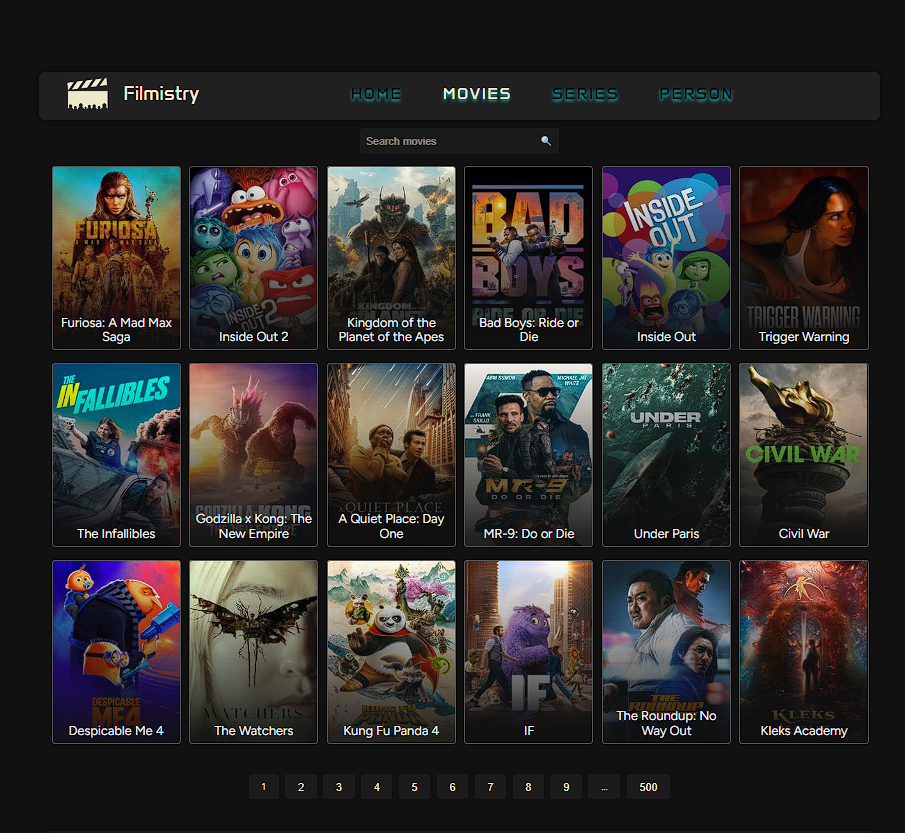 Filmistry
HOME
MOVIES
SERIES
PERSON
Search movies
FURIOSA
A MAD MAX SAGA
Furiosa: A Mad Max
Saga
INSIDE
OUT 2
Inside Out 2
KINGDOM
Kingdom of the
Planet of the Apes
BAD
BOYS
RIDE OR DIE
Bad Boys: Ride or
Die
INSIDE
OUT
Inside Out
TRIGGER WARNING
Trigger Warning
THE
INFALLIBLES
The Infallibles
GODZILLA KONG
Godzilla x Kong: The
New Empire
A QUIET PLACE
A Quiet Place: Day
One
MICHAEL JAI
WHITE
FRANK
GRILLO
MR-9
DO OR DIE
MR-9: Do or Die
UNDER
PARIS
Under Paris
CIVIL WAR
Civil War
DESPICABLE
ME4
Despicable Me 4
WATCHERS
The Watchers
KUNG FU
PANDA
Kung Fu Panda 4
IF
IF
THE
ROUNDUP
The Roundup: No
Way Out
KLEKS
Kleks Academy
1 2 3 4 5 6 7 8 9 ... 500